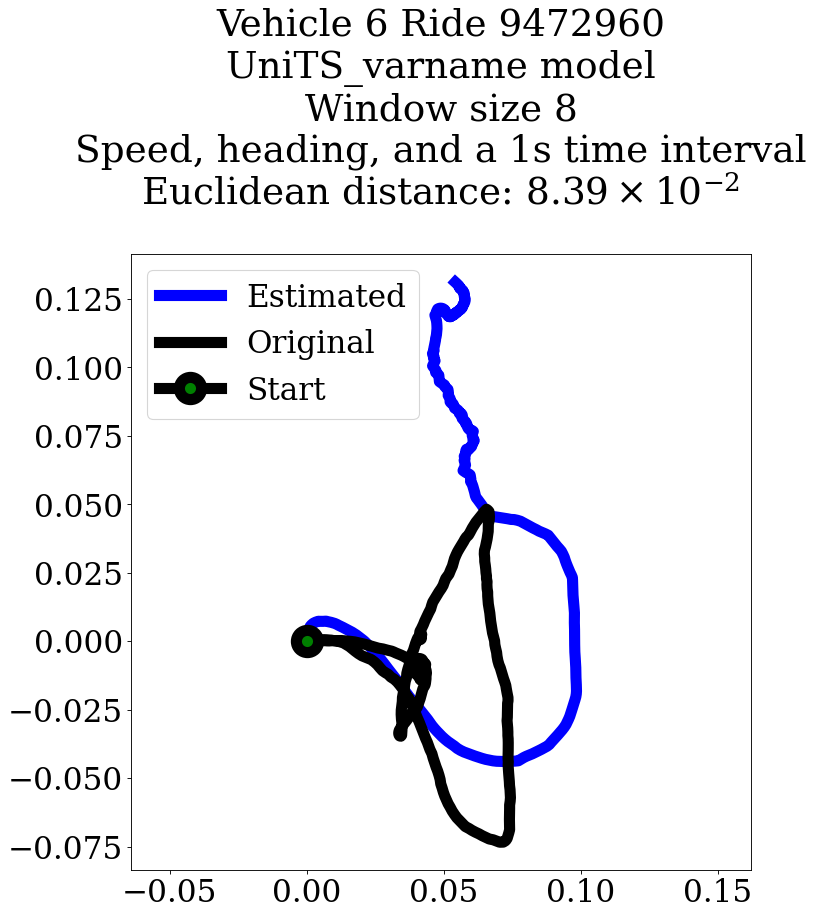 Vehicle 6 Ride 9472960
UniTS_varname model
Window size 8
Speed, heading, and a 1s time interval
Euclidean distance: 8.39 × 10⁻²
Estimated
Original
Start
0.125
0.100
0.075
0.050
0.025
0.000
−0.025
−0.050
−0.075
−0.05 0.00 0.05 0.10 0.15